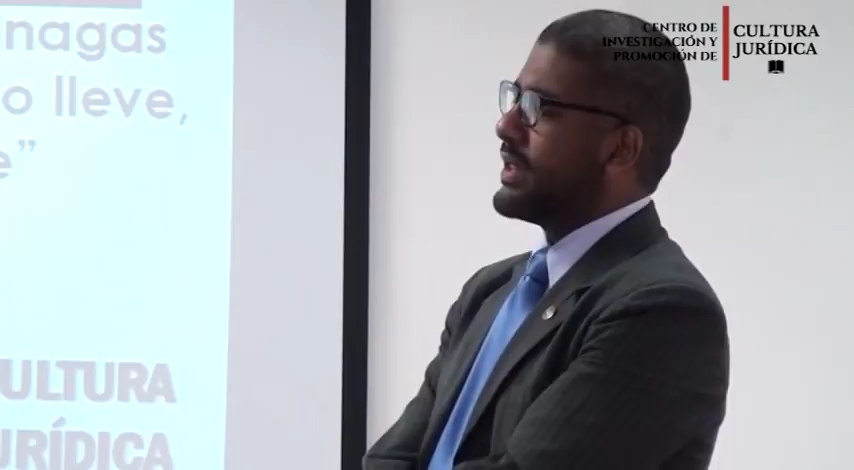 nagas
o lleve,
e”
ULTURA
URÍDICA
CENTRO DE
INVESTIGACIÓN Y
PROMOCIÓN DE
CULTURA
JURÍDICA